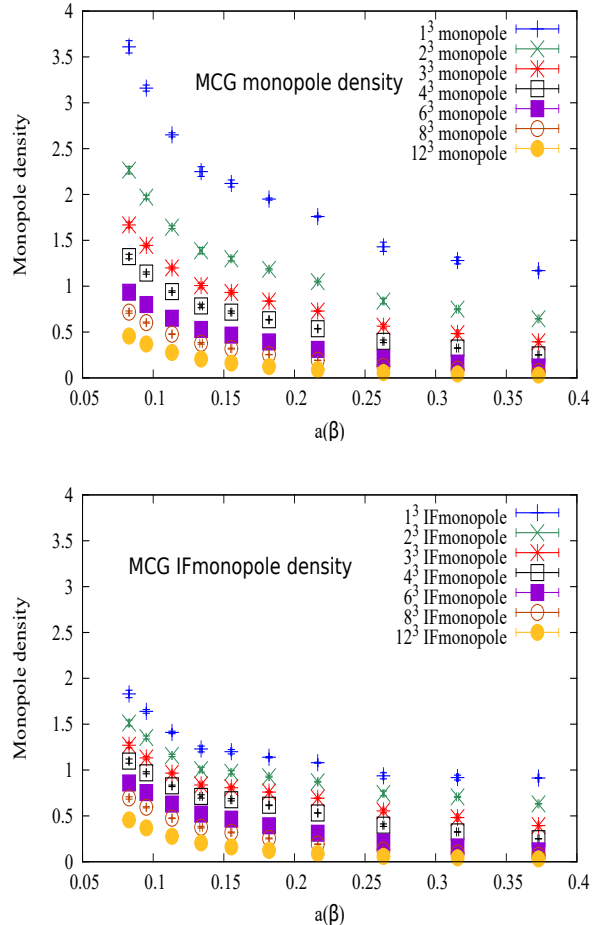 4
3.5
3
2.5
2
1.5
1
0.5
0
Monopole density
MCG monopole density
1³ monopole
2³ monopole
3³ monopole
4³ monopole
6³ monopole
8³ monopole
12³ monopole
0.05 0.1 0.15 0.2 0.25 0.3 0.35 0.4
a(β)
4
3.5
3
2.5
2
1.5
1
0.5
0
Monopole density
MCG IFmonopole density
1³ IFmonopole
2³ IFmonopole
3³ IFmonopole
4³ IFmonopole
6³ IFmonopole
8³ IFmonopole
12³ IFmonopole
0.05 0.1 0.15 0.2 0.25 0.3 0.35 0.4
a(β)